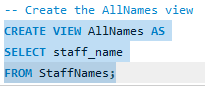 -- Create the AllNames view
CREATE VIEW AllNames AS
SELECT staff_name
FROM StaffNames;